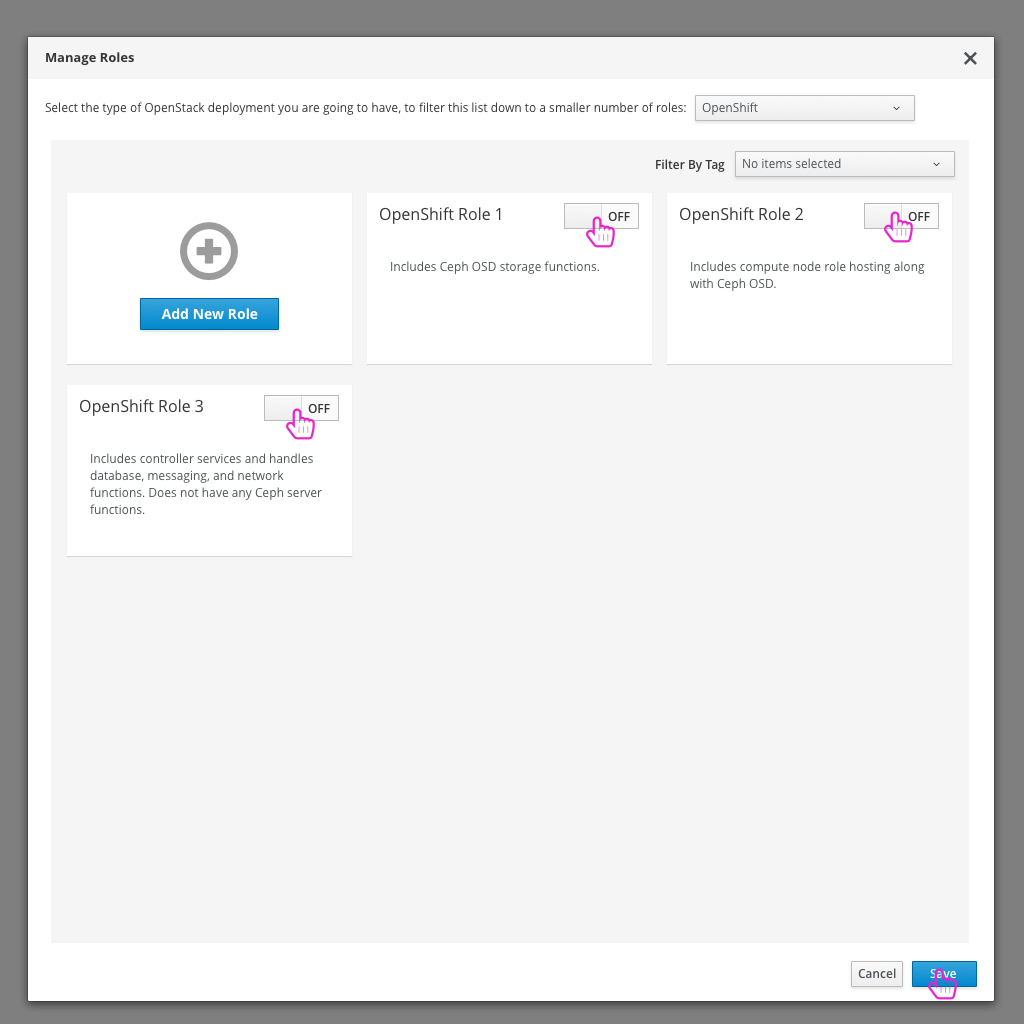 Manage Roles
Select the type of OpenStack deployment you are going to have, to filter this list down to a smaller number of roles: OpenShift
Filter By Tag No items selected
Add New Role
OpenShift Role 1 OFF
Includes Ceph OSD storage functions.
OpenShift Role 2 OFF
Includes compute node role hosting along
with Ceph OSD.
OpenShift Role 3 OFF
Includes controller services and handles
database, messaging, and network
functions. Does not have any Ceph server
functions.
Cancel Save